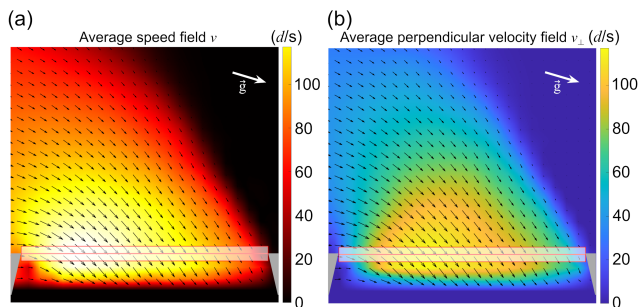 (a)
Average speed field v
(d/s)
g⃗
100
80
60
40
20
0
(b)
Average perpendicular velocity field v⊥
(d/s)
g⃗
100
80
60
40
20
0